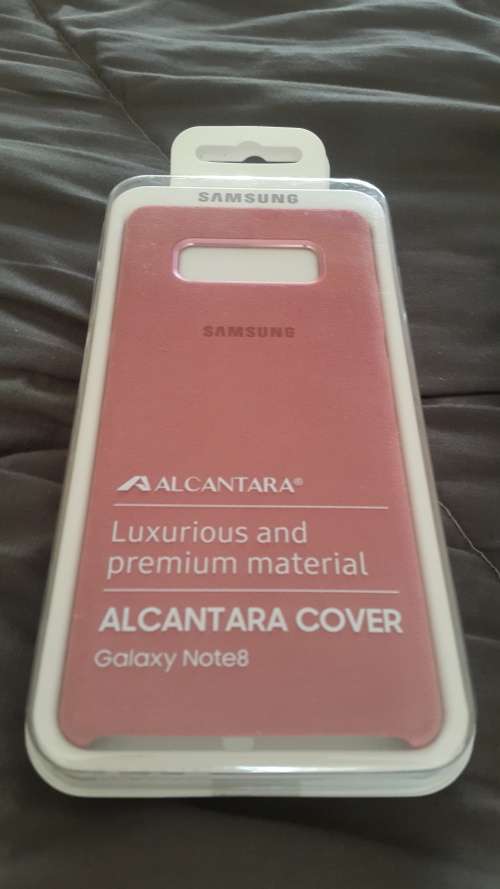 SAMSUNG
SAMSUNG
ALCANTARA®
Luxurious and
premium material
ALCANTARA COVER
Galaxy Note8